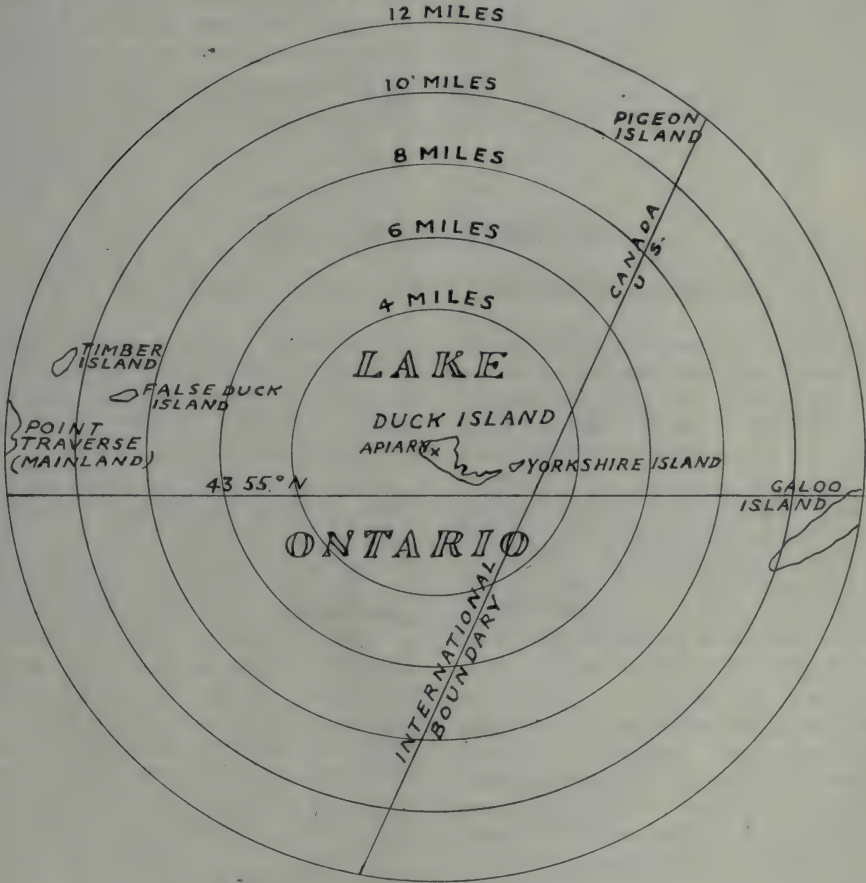 12 MILES
10 MILES
PIGEON
ISLAND
8 MILES
6 MILES
CANADA
U S.
4 MILES
TIMBER
ISLAND
LAKE
FALSE DUCK
ISLAND
DUCK ISLAND
POINT
TRAVERSE
(MAINLAND)
APIARY x
YORKSHIRE ISLAND
43 55.° N
GALOO
ISLAND
ONTARIO
INTERNATIONAL
BOUNDARY